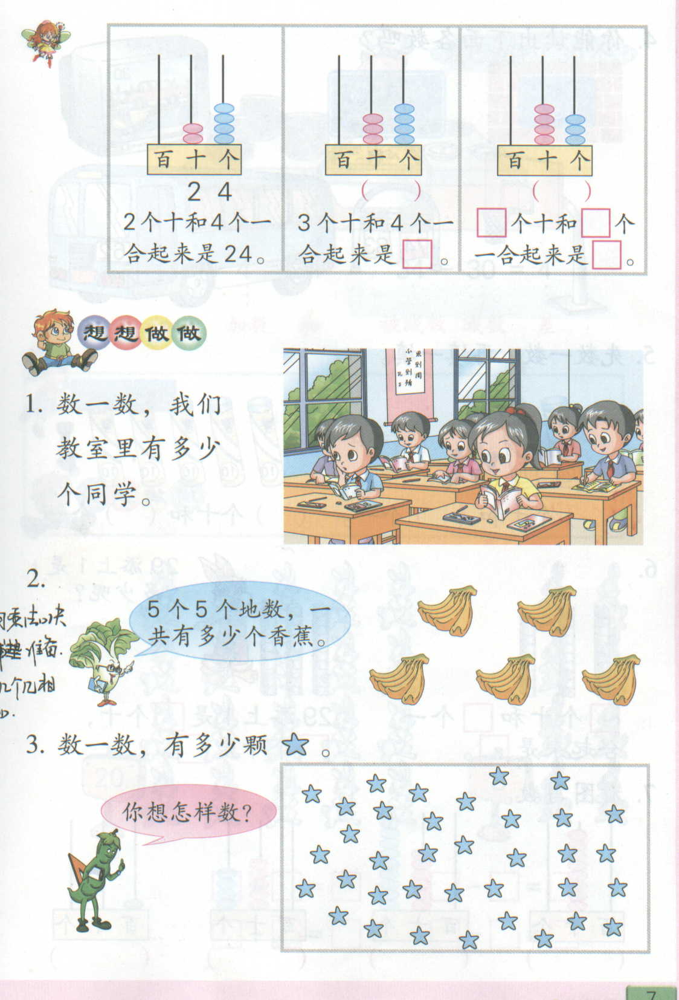 百 十 个
2 4
2个十和4个一
合起来是24。
百 十 个
（ ）
3个十和4个一
合起来是□。
百 十 个
（ ）
□个十和□个
一合起来是□。
想想做做
1. 数一数，我们
教室里有多少
个同学。
2.
5个5个地数，一
共有多少个香蕉。
准备.
几个几相
3. 数一数，有多少颗 。
你想怎样数？
7